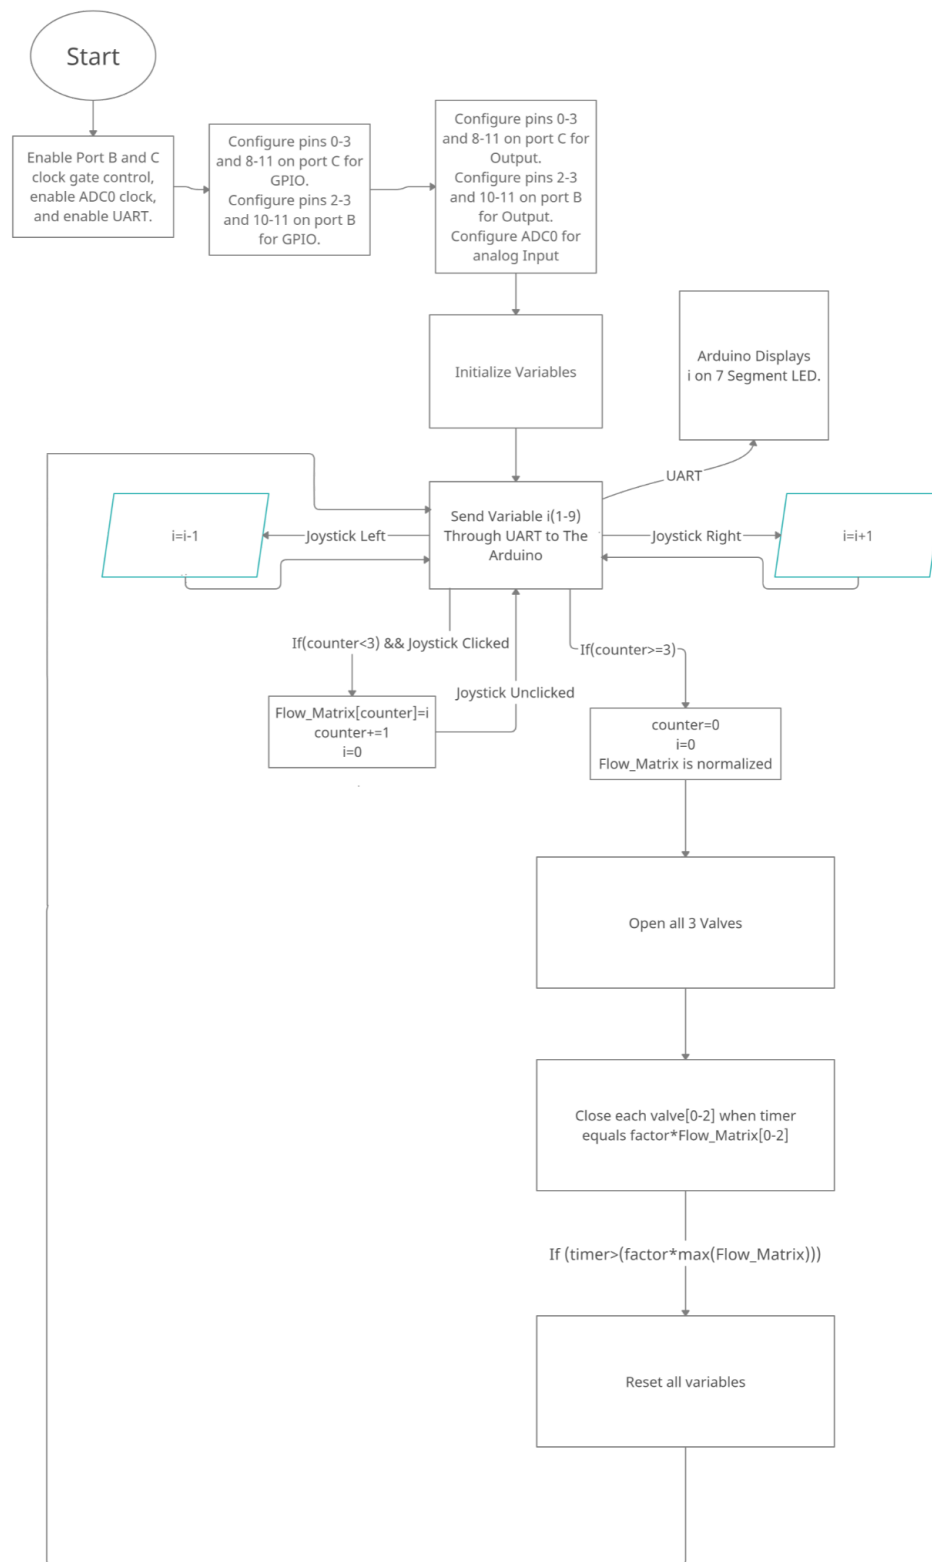 Start
Enable Port B and C
clock gate control,
enable ADC0 clock,
and enable UART.
Configure pins 0-3
and 8-11 on port C for
GPIO.
Configure pins 2-3
and 10-11 on port B
for GPIO.
Configure pins 0-3
and 8-11 on port C for
Output.
Configure pins 2-3
and 10-11 on port B
for Output.
Configure ADC0 for
analog Input
Initialize Variables
Arduino Displays
i on 7 Segment LED.
UART
Send Variable i(1-9)
Through UART to The
Arduino
Joystick Left
i=i-1
Joystick Right
i=i+1
If(counter<3) && Joystick Clicked
If(counter>=3)
Joystick Unclicked
Flow_Matrix[counter]=i
counter+=1
i=0
counter=0
i=0
Flow_Matrix is normalized
Open all 3 Valves
Close each valve[0-2] when timer
equals factor*Flow_Matrix[0-2]
If (timer>(factor*max(Flow_Matrix)))
Reset all variables